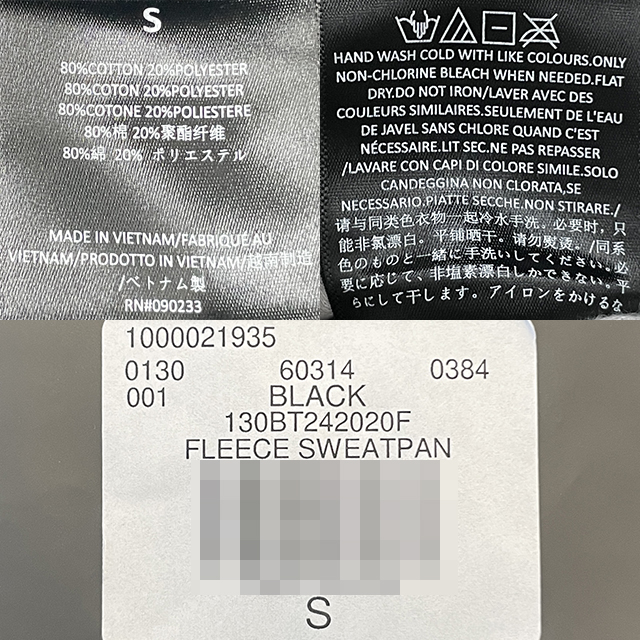 S
80%COTTON 20%POLYESTER
80%COTON 20%POLYESTER
80%COTONE 20%POLIESTERE
80%棉 20%聚酯纤维
80%綿 20% ポリエステル
MADE IN VIETNAM/FABRIQUÉ AU
VIETNAM/PRODOTTO IN VIETNAM/越南制造
/ベトナム製
RN#090233
HAND WASH COLD WITH LIKE COLOURS.ONLY
NON-CHLORINE BLEACH WHEN NEEDED.FLAT
DRY.DO NOT IRON/LAVER AVEC DES
COULEURS SIMILAIRES.SEULEMENT DE L'EAU
DE JAVEL SANS CHLORE QUAND C'EST
NÉCESSAIRE.LIT SEC.NE PAS REPASSER
/LAVARE CON CAPI DI COLORE SIMILE.SOLO
CANDEGGINA NON CLORATA,SE
NECESSARIO.PIATTE SECCHE.NON STIRARE./
请与同类色衣物一起冷水手洗。必要时，只
能非氯漂白。平铺晒干。请勿熨烫。/同系
色のものと一緒に手洗いしてください。必
要に応じて、非塩素漂白しかできない。平
らにして干します。アイロンをかけるな
1000021935
0130 60314 0384
001 BLACK
130BT242020F
FLEECE SWEATPAN
S